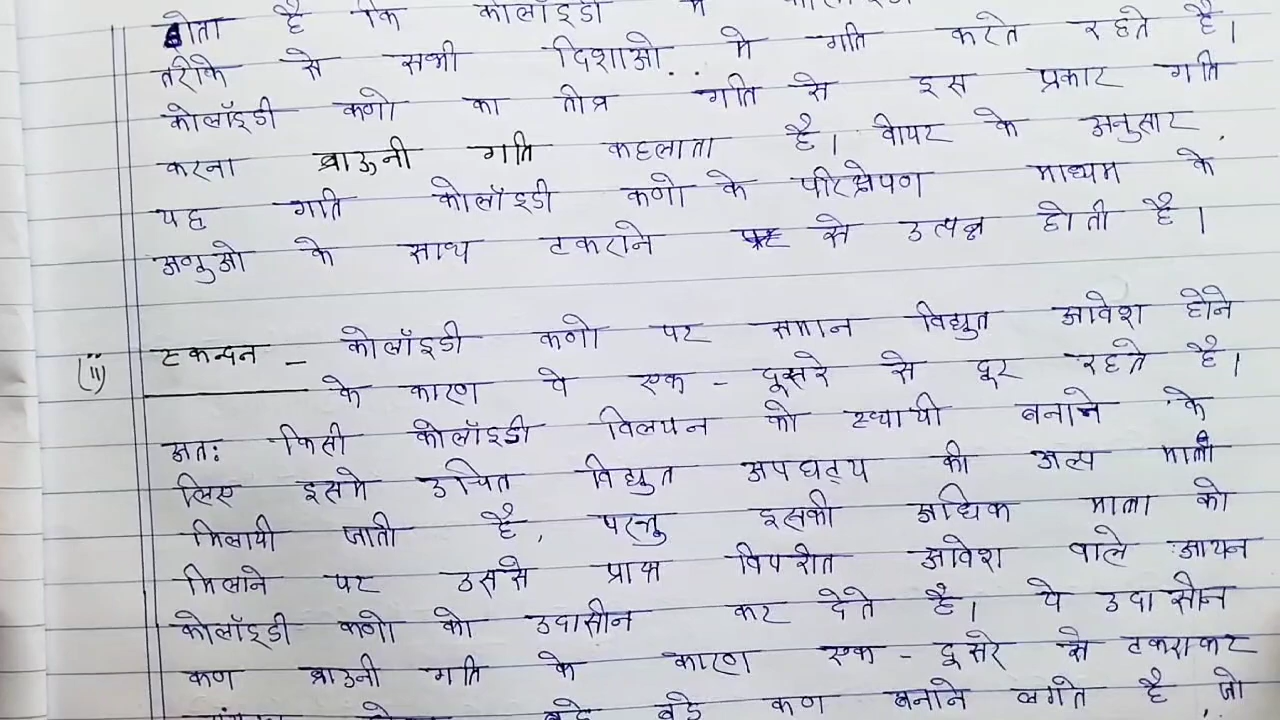 होता है कि कोलॉइडी
तरीके से सभी दिशाओ में गति करते रहते है।
कोलॉइडी कणो का तीव्र गति से इस प्रकार गति
करना ब्राऊनी गति कहलाता है। वीयर के अनुसार,
यह गति कोलॉइडी कणो के परिक्षेपण माध्यम के
अणुओ के साथ टकराने से उत्पन्न होती है।
(ii) स्कन्दन – कोलॉइडी कणो पर समान विद्युत आवेश होने
के कारण ये एक - दूसरे से दूर रहते है।
अतः किसी कोलॉइडी विलयन को स्थायी बनाने के
लिए इसमे उचित विद्युत अपघट्य की अल्प मात्रा
मिलायी जाती है, परन्तु इसकी अधिक मात्रा को
मिलाने पर उससे प्राप्त विपरीत आवेश वाले आयन
कोलॉइडी कणो को उदासीन कर देते है। ये उदासीन
कण ब्राउनी गति के कारण एक - दूसरे से टकराकर
बड़े बड़े कण बनाने लगते है, जो